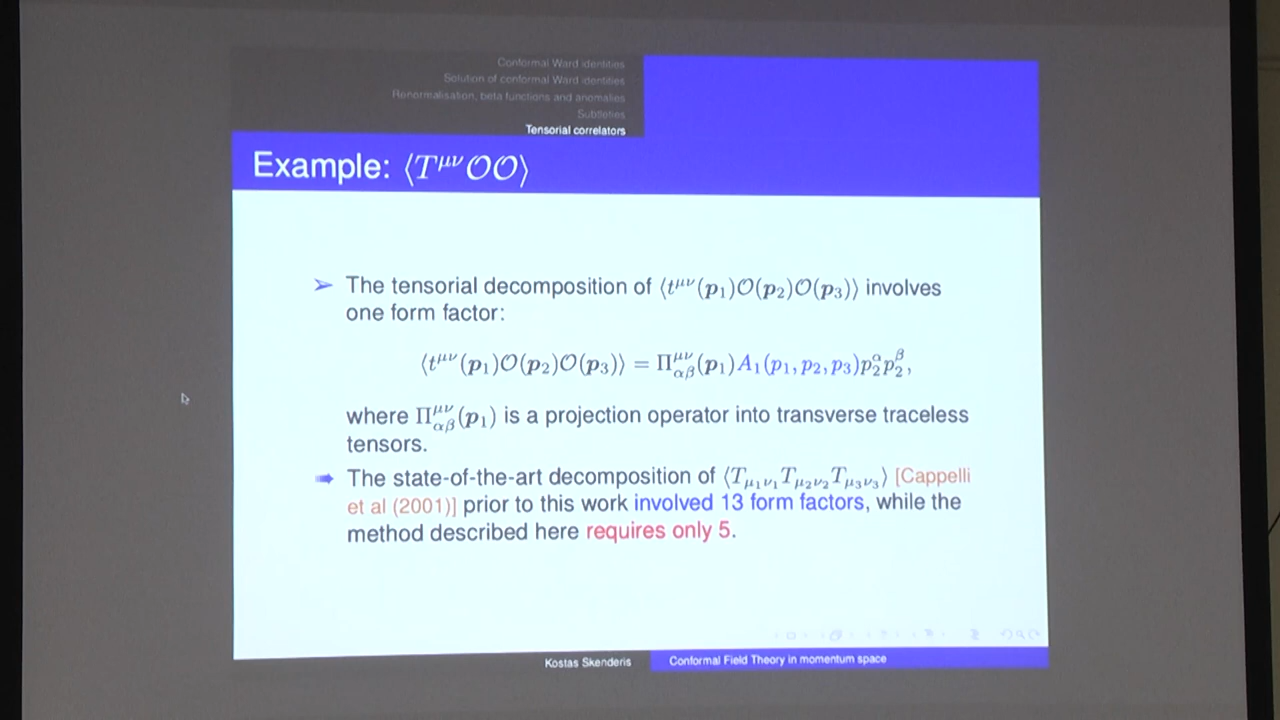 Conformal Ward identities
Solution of conformal Ward identities
Renormalisation, beta functions and anomalies
Subtleties
Tensorial correlators
Example: ⟨T^{μν}𝒪𝒪⟩
➢ The tensorial decomposition of ⟨t^{μν}(p₁)𝒪(p₂)𝒪(p₃)⟩ involves
one form factor:
⟨t^{μν}(p₁)𝒪(p₂)𝒪(p₃)⟩ = Π^{μν}_{αβ}(p₁)A₁(p₁, p₂, p₃)p₂^α p₂^β,
where Π^{μν}_{αβ}(p₁) is a projection operator into transverse traceless
tensors.
➡ The state-of-the-art decomposition of ⟨T_{μ₁ν₁}T_{μ₂ν₂}T_{μ₃ν₃}⟩ [Cappelli
et al (2001)] prior to this work involved 13 form factors, while the
method described here requires only 5.
Kostas Skenderis
Conformal Field Theory in momentum space